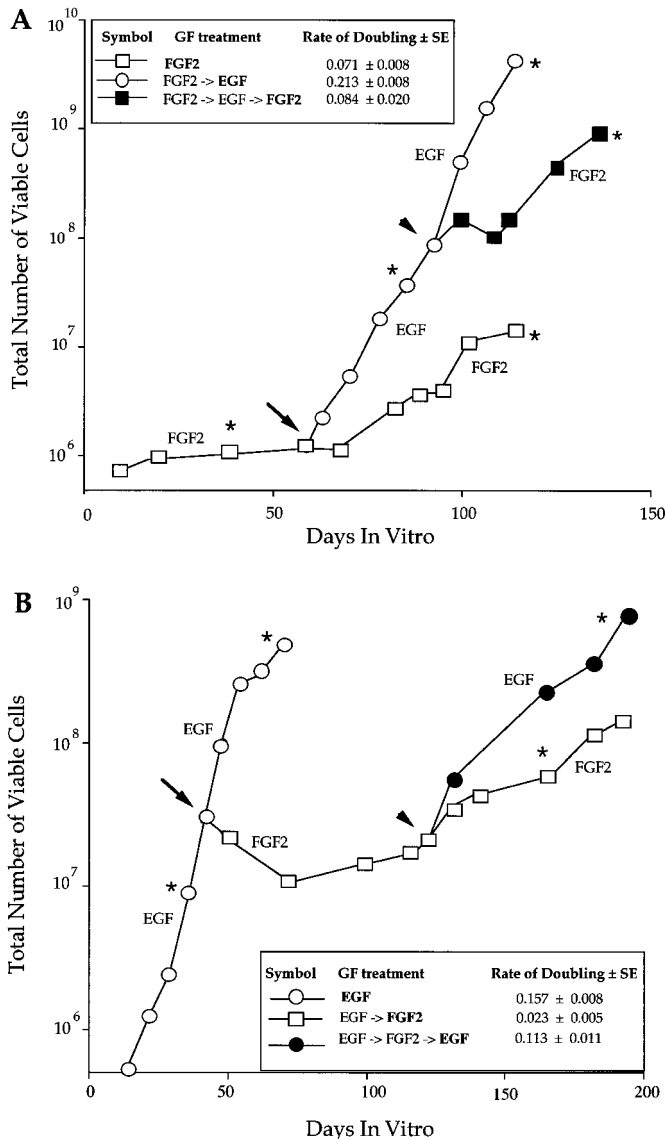 A
Symbol GF treatment Rate of Doubling ± SE
FGF2 0.071 ± 0.008
FGF2 -> EGF 0.213 ± 0.008
FGF2 -> EGF -> FGF2 0.084 ± 0.020
Total Number of Viable Cells
10^10
10^9
10^8
10^7
10^6
EGF
*
*
FGF2
*
EGF
*
FGF2
FGF2
*
0 50 100 150
Days In Vitro
B
Total Number of Viable Cells
10^9
10^8
10^7
10^6
*
*
EGF
EGF
*
FGF2
FGF2
*
EGF
Symbol GF treatment Rate of Doubling ± SE
EGF 0.157 ± 0.008
EGF -> FGF2 0.023 ± 0.005
EGF -> FGF2 -> EGF 0.113 ± 0.011
0 50 100 150 200
Days In Vitro